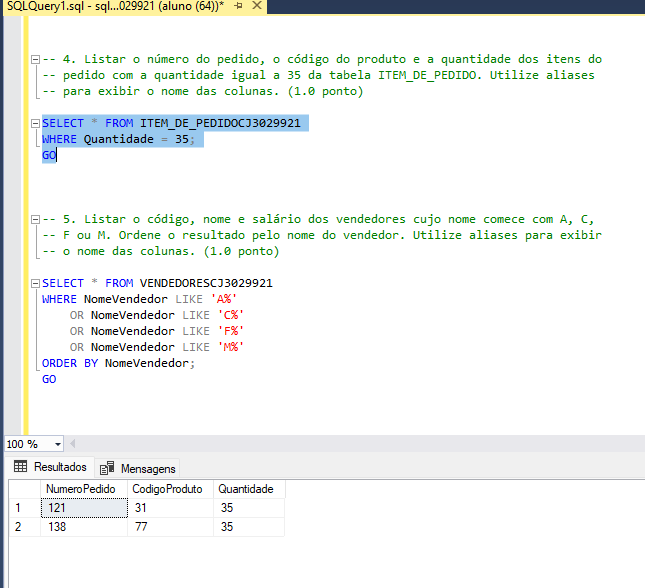 SQLQuery1.sql - sql...029921 (aluno (64))*
-- 4. Listar o número do pedido, o código do produto e a quantidade dos itens do
-- pedido com a quantidade igual a 35 da tabela ITEM_DE_PEDIDO. Utilize aliases
-- para exibir o nome das colunas. (1.0 ponto)
SELECT * FROM ITEM_DE_PEDIDOCJ3029921
WHERE Quantidade = 35;
GO
-- 5. Listar o código, nome e salário dos vendedores cujo nome comece com A, C,
-- F ou M. Ordene o resultado pelo nome do vendedor. Utilize aliases para exibir
-- o nome das colunas. (1.0 ponto)
SELECT * FROM VENDEDORESCJ3029921
WHERE NomeVendedor LIKE 'A%'
OR NomeVendedor LIKE 'C%'
OR NomeVendedor LIKE 'F%'
OR NomeVendedor LIKE 'M%'
ORDER BY NomeVendedor;
GO
100 %
Resultados Mensagens
NumeroPedido CodigoProduto Quantidade
1 121 31 35
2 138 77 35